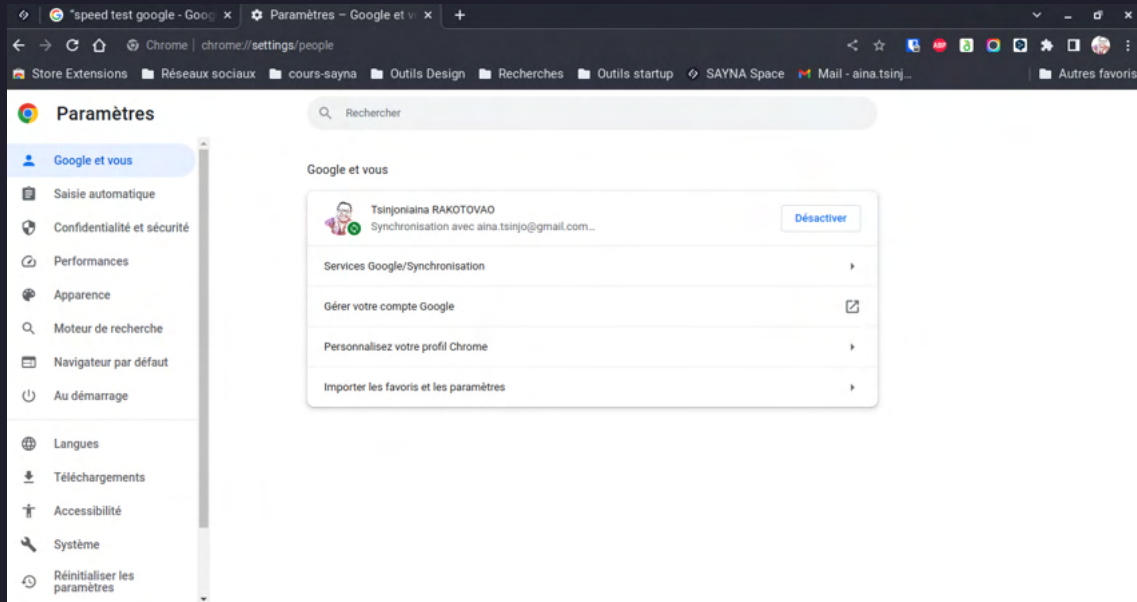 "speed test google - Goog
Paramètres – Google et v
Chrome | chrome://settings/people
Store Extensions Réseaux sociaux cours-sayna Outils Design Recherches Outils startup SAYNA Space Mail - aina.tsinj... Autres favoris
Paramètres
Rechercher
Google et vous
Saisie automatique
Confidentialité et sécurité
Performances
Apparence
Moteur de recherche
Navigateur par défaut
Au démarrage
Langues
Téléchargements
Accessibilité
Système
Réinitialiser les
paramètres
Google et vous
Tsinjoniaina RAKOTOVAO
Synchronisation avec aina.tsinjo@gmail.com...
Désactiver
Services Google/Synchronisation
Gérer votre compte Google
Personnalisez votre profil Chrome
Importer les favoris et les paramètres
ABP